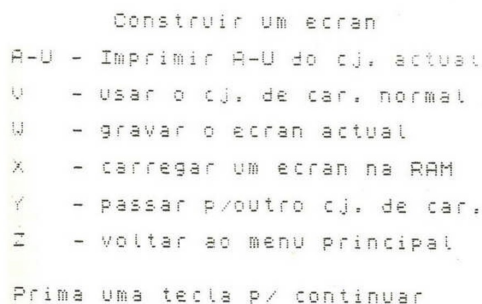 Construir um ecran
A-U - Imprimir A-U do cj. actual
V - usar o cj. de car. normal
W - gravar o ecran actual
X - carregar um ecran na RAM
Y - passar p/outro cj. de car.
Z - voltar ao menu principal
Prima uma tecla p/ continuar